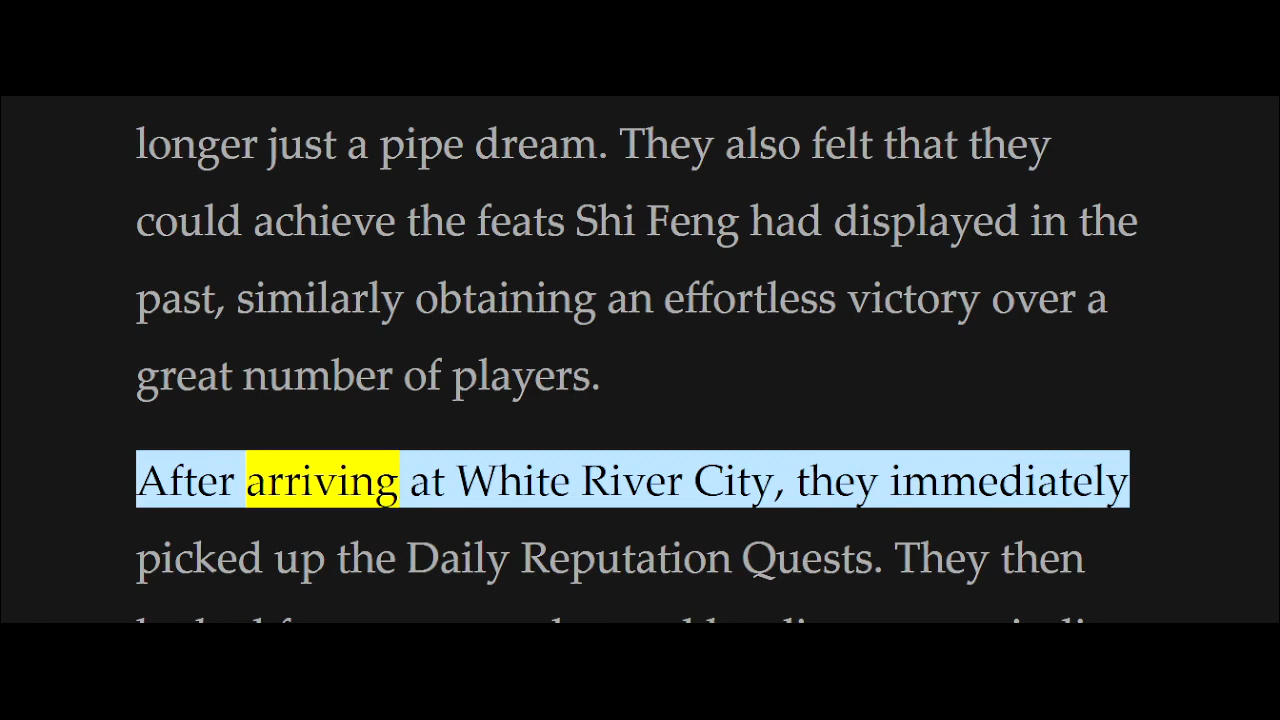 longer just a pipe dream. They also felt that they
could achieve the feats Shi Feng had displayed in the
past, similarly obtaining an effortless victory over a
great number of players.
After arriving at White River City, they immediately
picked up the Daily Reputation Quests. They then